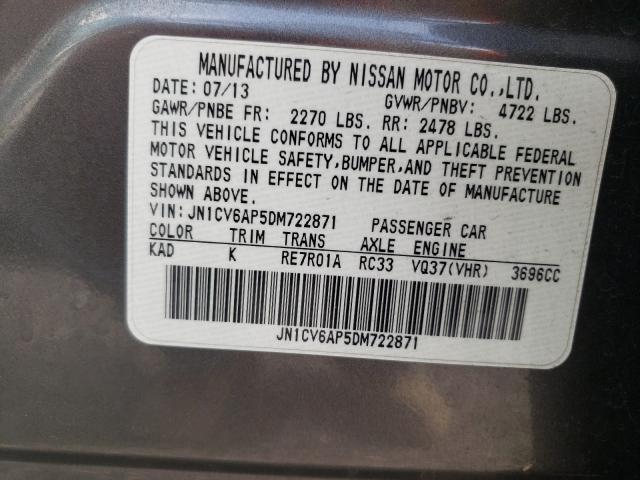 MANUFACTURED BY NISSAN MOTOR CO.,LTD.
DATE: 07/13 GVWR/PNBV: 4722 LBS.
GAWR/PNBE FR: 2270 LBS. RR: 2478 LBS.
THIS VEHICLE CONFORMS TO ALL APPLICABLE FEDERAL
MOTOR VEHICLE SAFETY,BUMPER,AND THEFT PREVENTION
STANDARDS IN EFFECT ON THE DATE OF MANUFACTURE
SHOWN ABOVE.
VIN:JN1CV6AP5DM722871 PASSENGER CAR
COLOR TRIM TRANS AXLE ENGINE
KAD K RE7R01A RC33 VQ37(VHR) 3696CC
JN1CV6AP5DM722871